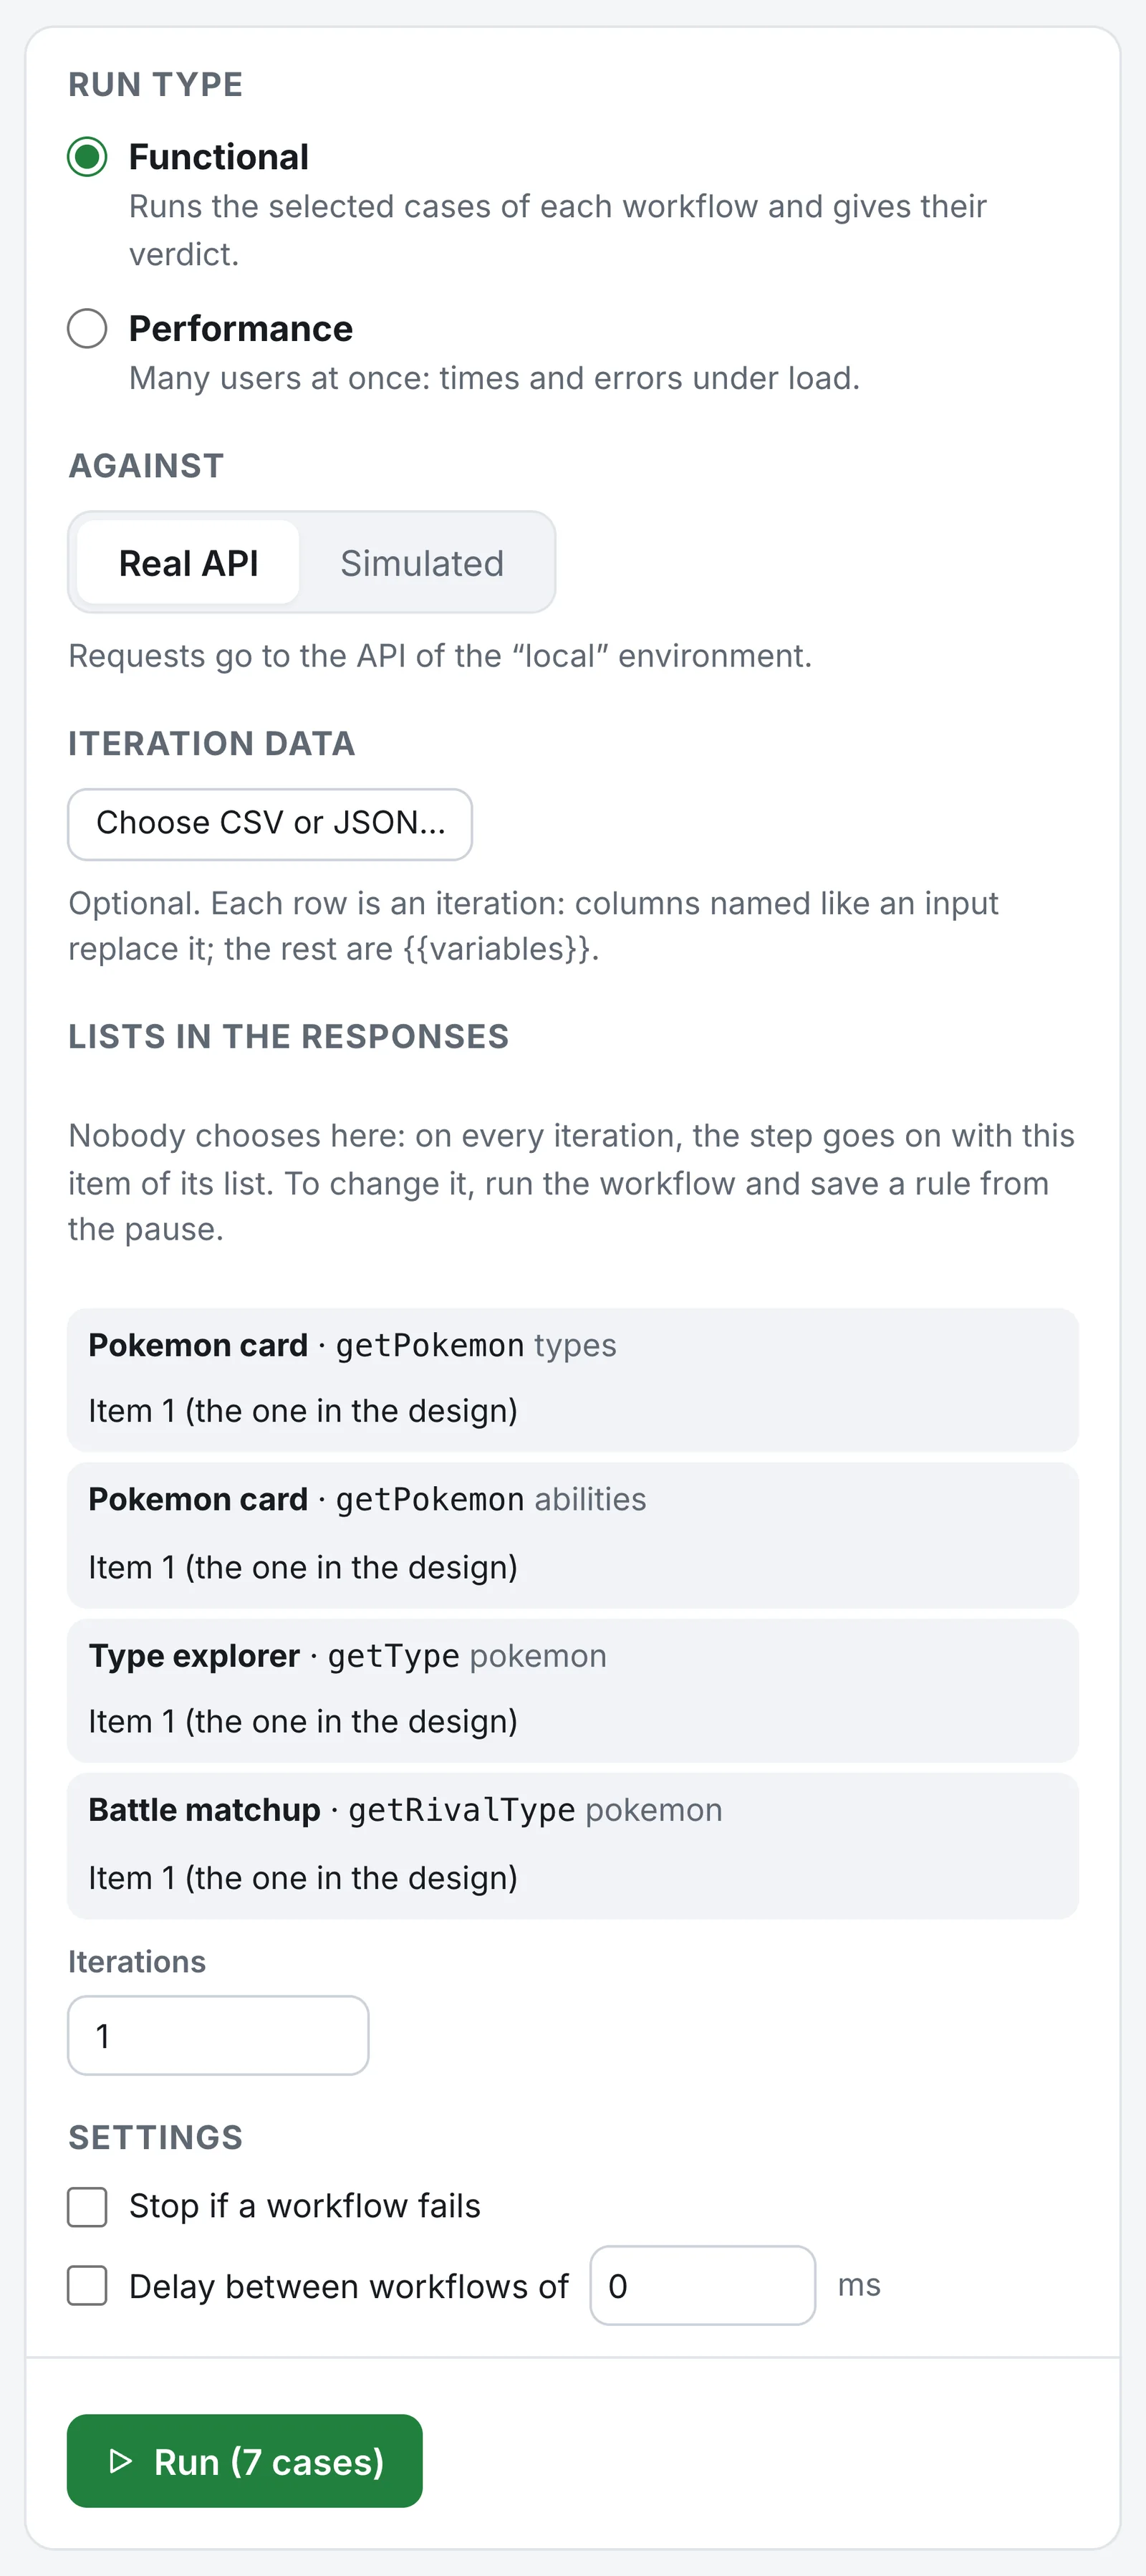 RUN TYPE
Functional
Runs the selected cases of each workflow and gives their
verdict.
Performance
Many users at once: times and errors under load.
AGAINST
Real API
Simulated
Requests go to the API of the “local” environment.
ITERATION DATA
Choose CSV or JSON...
Optional. Each row is an iteration: columns named like an input
replace it; the rest are {{variables}}.
LISTS IN THE RESPONSES
Nobody chooses here: on every iteration, the step goes on with this
item of its list. To change it, run the workflow and save a rule from
the pause.
Pokemon card · getPokemon types
Item 1 (the one in the design)
Pokemon card · getPokemon abilities
Item 1 (the one in the design)
Type explorer · getType pokemon
Item 1 (the one in the design)
Battle matchup · getRivalType pokemon
Item 1 (the one in the design)
Iterations
1
SETTINGS
Stop if a workflow fails
Delay between workflows of 0 ms
Run (7 cases)